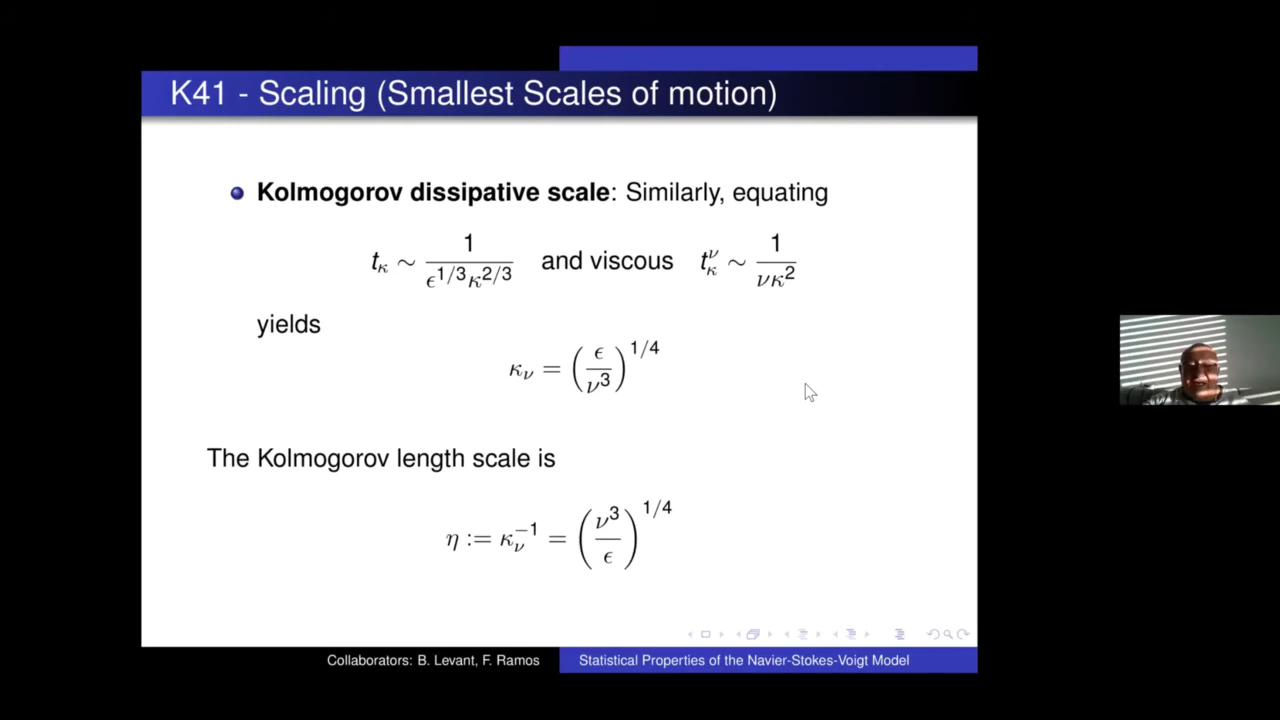 K41 - Scaling (Smallest Scales of motion)
Kolmogorov dissipative scale: Similarly, equating
t_κ ∼ 1/(ϵ^{1/3}κ^{2/3}) and viscous t_κ^ν ∼ 1/(νκ^2)
yields
κ_ν = (ϵ/ν^3)^{1/4}
The Kolmogorov length scale is
η := κ_ν^{−1} = (ν^3/ϵ)^{1/4}
Collaborators: B. Levant, F. Ramos Statistical Properties of the Navier-Stokes-Voigt Model